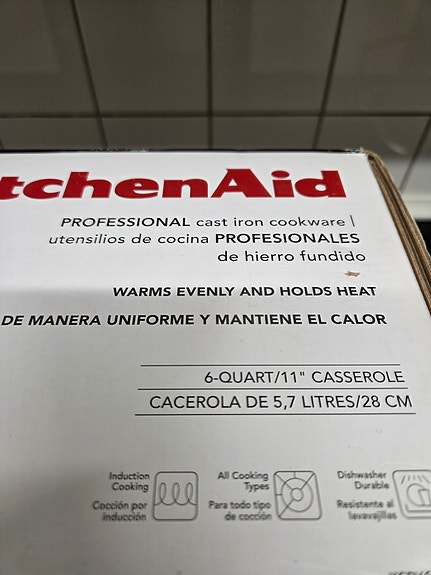 tchenAid
PROFESSIONAL cast iron cookware |
utensilios de cocina PROFESIONALES
de hierro fundido
WARMS EVENLY AND HOLDS HEAT
DE MANERA UNIFORME Y MANTIENE EL CALOR
6-QUART/11" CASSEROLE
CACEROLA DE 5,7 LITRES/28 CM
Induction
Cooking
Cocción por
inducción
All Cooking
Types
Para todo tipo
de cocción
Dishwasher
Durable
Resistente al
lavavajillas